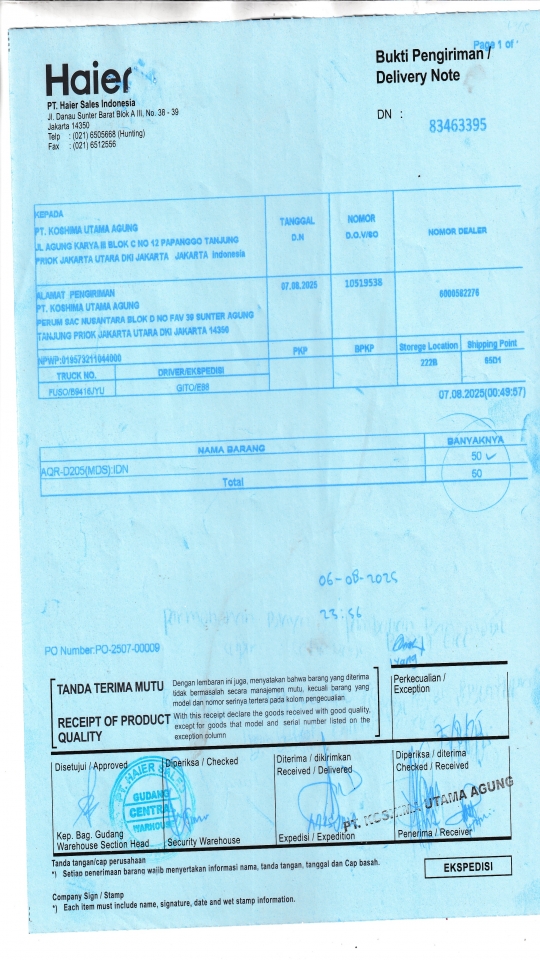 Page 1 of
Haier
Bukti Pengiriman /
Delivery Note
PT. Haier Sales Indonesia
Jl. Danau Sunter Barat Blok A III, No. 38 - 39
Jakarta 14350
Telp : (021) 6505668 (Hunting)
Fax : (021) 6512556
DN :
83463395
KEPADA
PT. KOSHIMA UTAMA AGUNG
JL AGUNG KARYA III BLOK C NO 12 PAPANGGO TANJUNG
PRIOK JAKARTA UTARA DKI JAKARTA JAKARTA Indonesia
TANGGAL
D.N
NOMOR
D.O.V/SO
NOMOR DEALER
ALAMAT PENGIRIMAN
PT. KOSHIMA UTAMA AGUNG
PERUM SAC NUSANTARA BLOK D NO FAV 39 SUNTER AGUNG
TANJUNG PRIOK JAKARTA UTARA DKI JAKARTA 14350
07.08.2025
10519538
6000582276
NPWP:019573211044000
PKP
BPKP
Storege Location
Shipping Point
TRUCK NO.
DRIVER/EKSPEDISI
222B
65D1
FUSO/B9416JYU
GITO/E88
07.08.2025(00:49:57)
NAMA BARANG
BANYAKNYA
AQR-D205(MDS):IDN
50
Total
60
06-08-2025
23:56
PO Number:PO-2507-00009
TANDA TERIMA MUTU
Dengan lembaran ini juga, menyatakan bahwa barang yang diterima
tidak bermasalah secara manajemen mutu, kecuali barang yang
model dan nomor serinya tertera pada kolom pengecualian
RECEIPT OF PRODUCT
QUALITY
With this receipt declare the goods received with good quality,
except for goods that model and serial number listed on the
exception column
Perkecualian /
Exception
Disetujui / Approved
Diperiksa / Checked
Diterima / dikirimkan
Received / Delivered
Diperiksa / diterima
Checked / Received
PT. HAIER SALES
GUDANG
CENTRAL
WARHOUSE
PT. KOSHIMA UTAMA AGUNG
Kep. Bag. Gudang
Warehouse Section Head
Security Warehouse
Expedisi / Expedition
Penerima / Receiver
Tanda tangan/cap perusahaan
*) Setiao denerimaan barang wajib menyertakan informasi nama, tanda tangan, tanggal dan Cap basah.
EKSPEDISI
Company Sign / Stamp
*) Each item must include name, signature, date and wet stamp information.